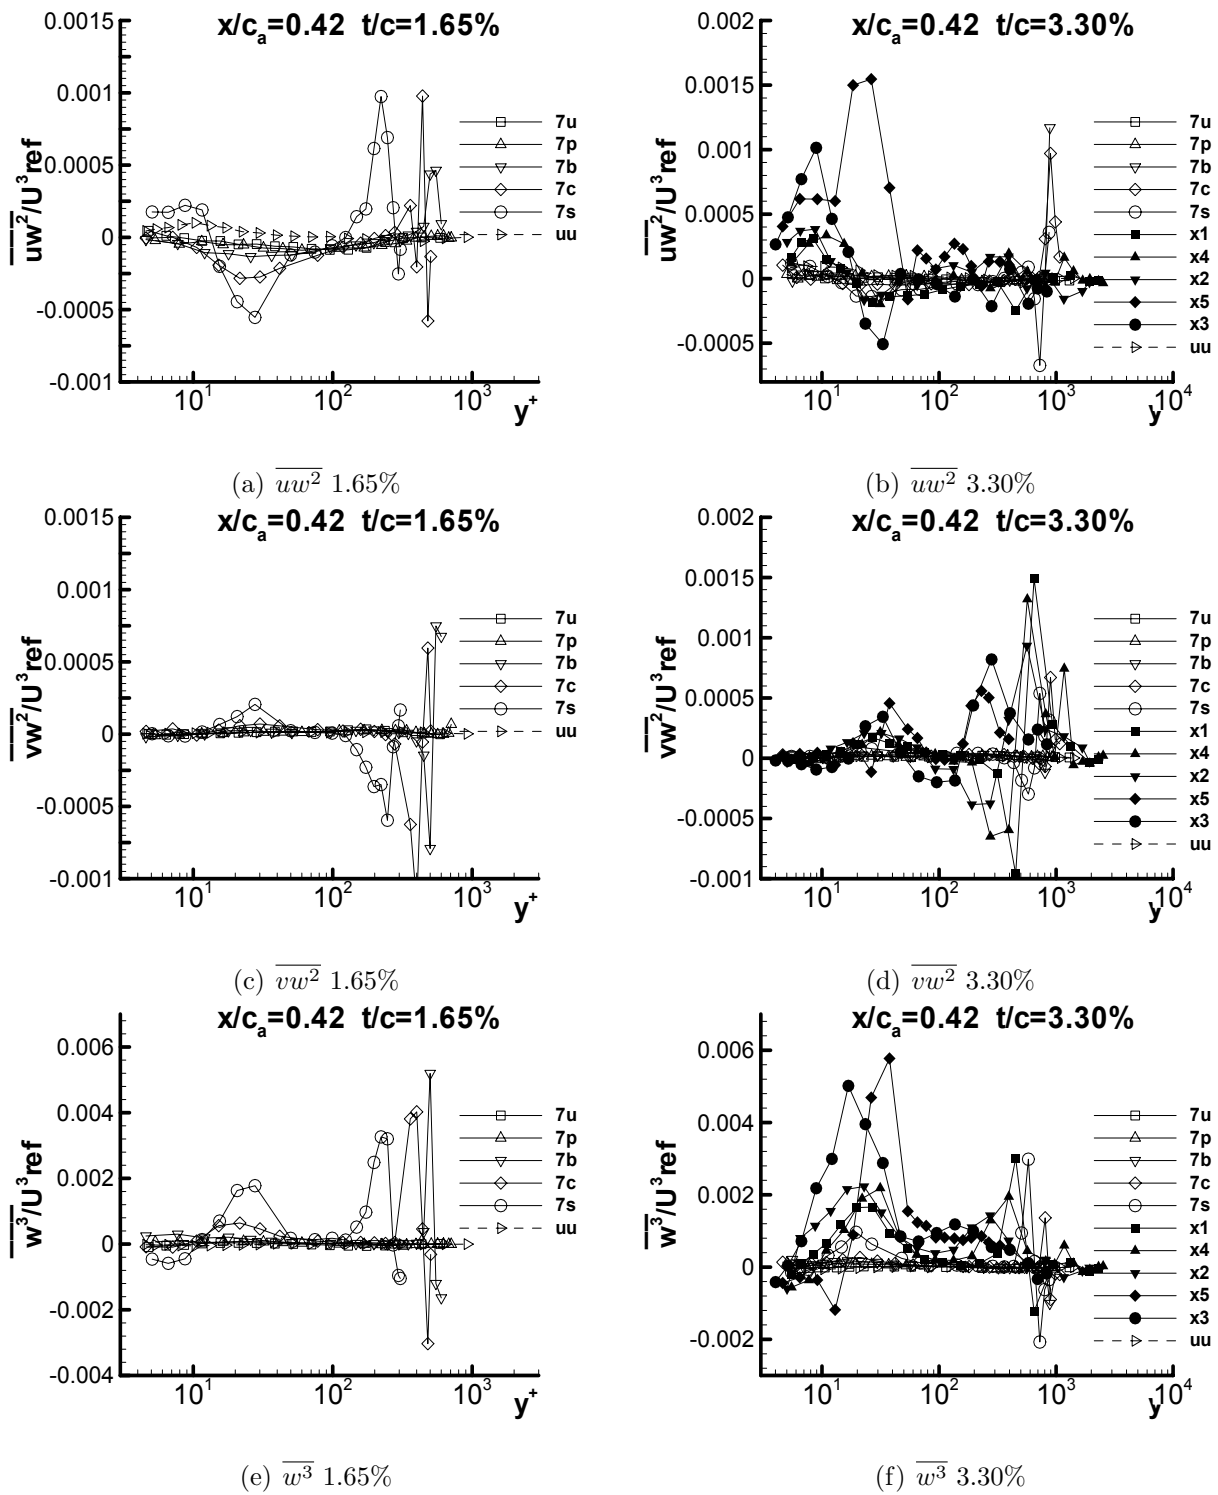 x/cₐ=0.42 t/c=1.65%
0.0015
0.001
0.0005
0
-0.0005
-0.001
uw²/U³ref
10¹ 10² 10³
y⁺
7u
7p
7b
7c
7s
uu
(a) uw² 1.65%
x/cₐ=0.42 t/c=3.30%
0.002
0.0015
0.001
0.0005
0
-0.0005
uw²/U³ref
10¹ 10² 10³ 10⁴
y
7u
7p
7b
7c
7s
x1
x4
x2
x5
x3
uu
(b) uw² 3.30%
x/cₐ=0.42 t/c=1.65%
0.0015
0.001
0.0005
0
-0.0005
-0.001
vw²/U³ref
10¹ 10² 10³
y⁺
7u
7p
7b
7c
7s
uu
(c) vw² 1.65%
x/cₐ=0.42 t/c=3.30%
0.002
0.0015
0.001
0.0005
0
-0.0005
-0.001
vw²/U³ref
10¹ 10² 10³ 10⁴
y
7u
7p
7b
7c
7s
x1
x4
x2
x5
x3
uu
(d) vw² 3.30%
x/cₐ=0.42 t/c=1.65%
0.006
0.004
0.002
0
-0.002
-0.004
w³/U³ref
10¹ 10² 10³
y⁺
7u
7p
7b
7c
7s
uu
(e) w³ 1.65%
x/cₐ=0.42 t/c=3.30%
0.006
0.004
0.002
0
-0.002
w³/U³ref
10¹ 10² 10³ 10⁴
y
7u
7p
7b
7c
7s
x1
x4
x2
x5
x3
uu
(f) w³ 3.30%